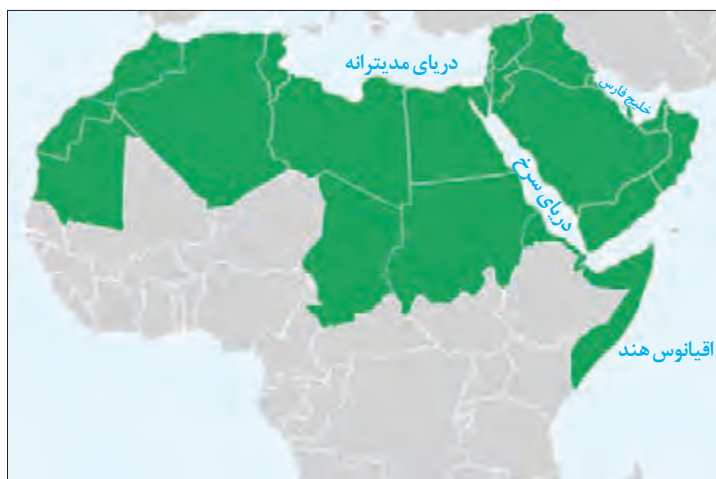 دریای مدیترانه
خلیج فارس
دریای سرخ
اقیانوس هند